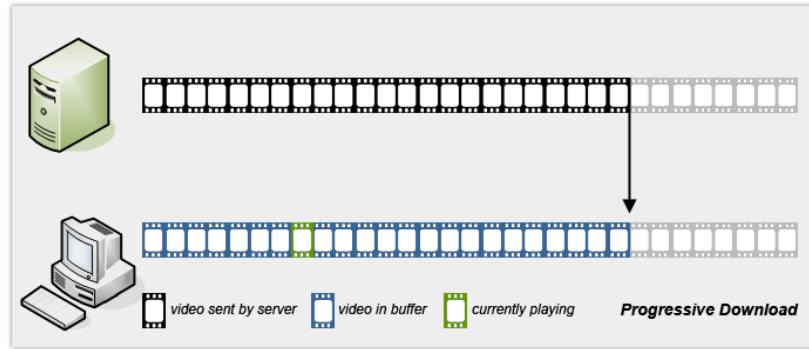 video sent by server
video in buffer
currently playing
Progressive Download